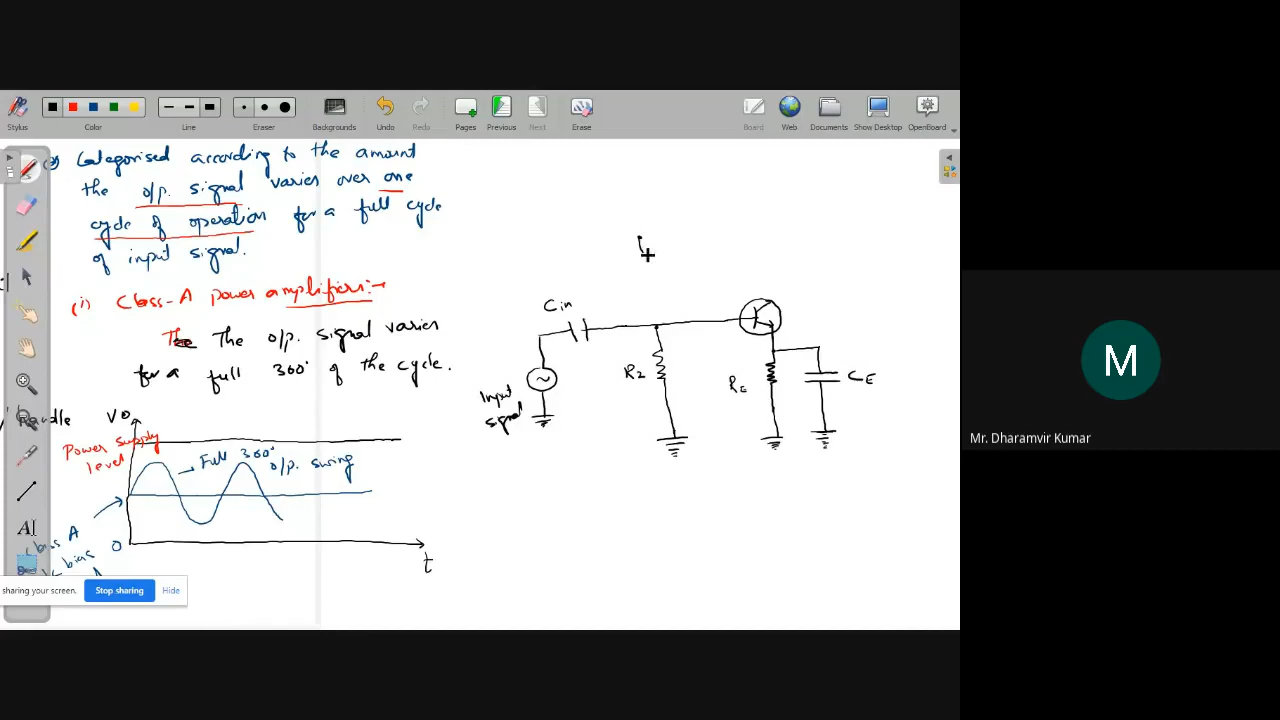 Stylus
Color
Line
Eraser
Backgrounds
Undo
Redo
Pages
Previous
Next
Erase
Board
Web
Documents
Show Desktop
OpenBoard
Categorised according to the amount
the o/p. signal varies over one
cycle of operation for a full cycle
of input signal.
(i) Class-A power amplifiers:→
The o/p. signal varies
for a full 360° of the cycle.
handle
Power supply
level
Full 360°
o/p. swing
0
t
Cin
Input
signal
R2
RE
CE
sharing your screen.
Stop sharing
Hide
M
Mr. Dharamvir Kumar